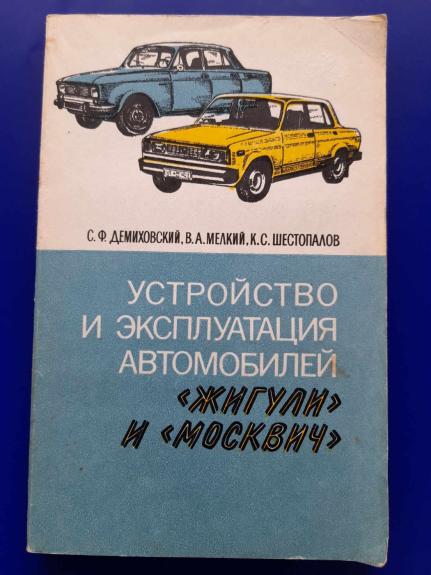 С. Ф. ДЕМИХОВСКИЙ, В. А. МЕЛКИЙ, К. С. ШЕСТОПАЛОВ
УСТРОЙСТВО
И ЭКСПЛУАТАЦИЯ
АВТОМОБИЛЕЙ
«ЖИГУЛИ»
И «МОСКВИЧ»